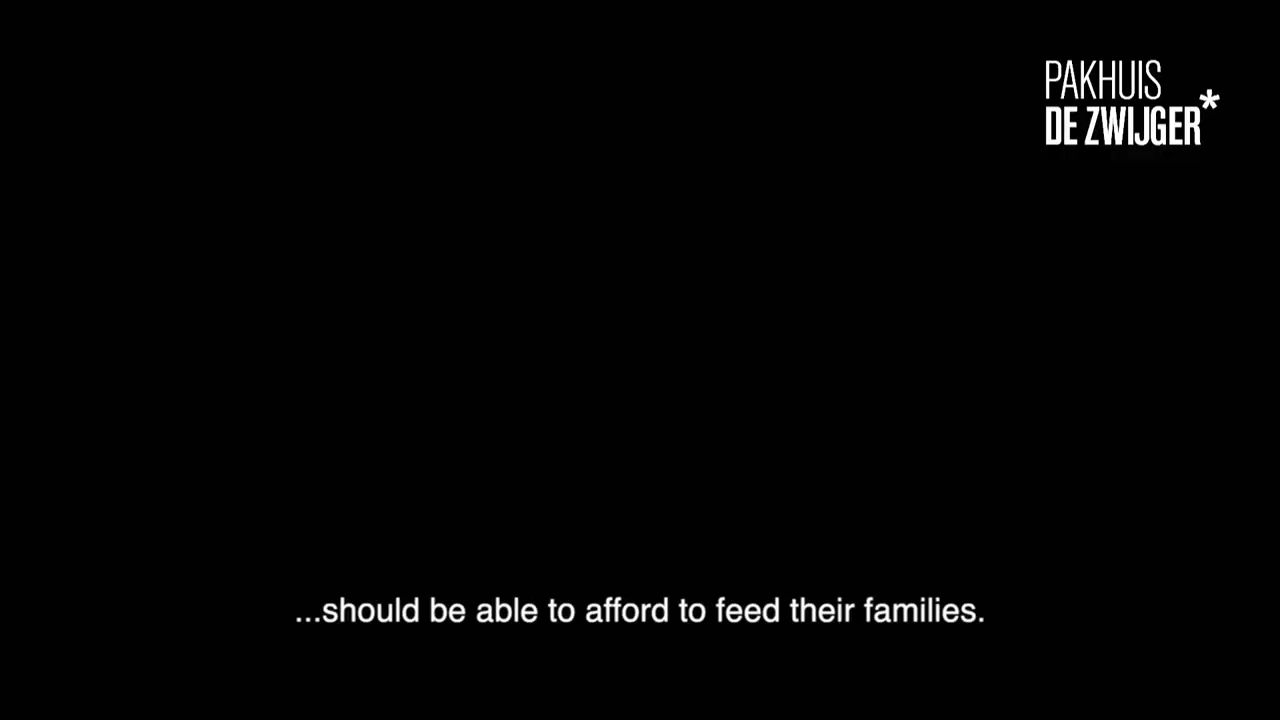 PAKHUIS
DE ZWIJGER*
...should be able to afford to feed their families.